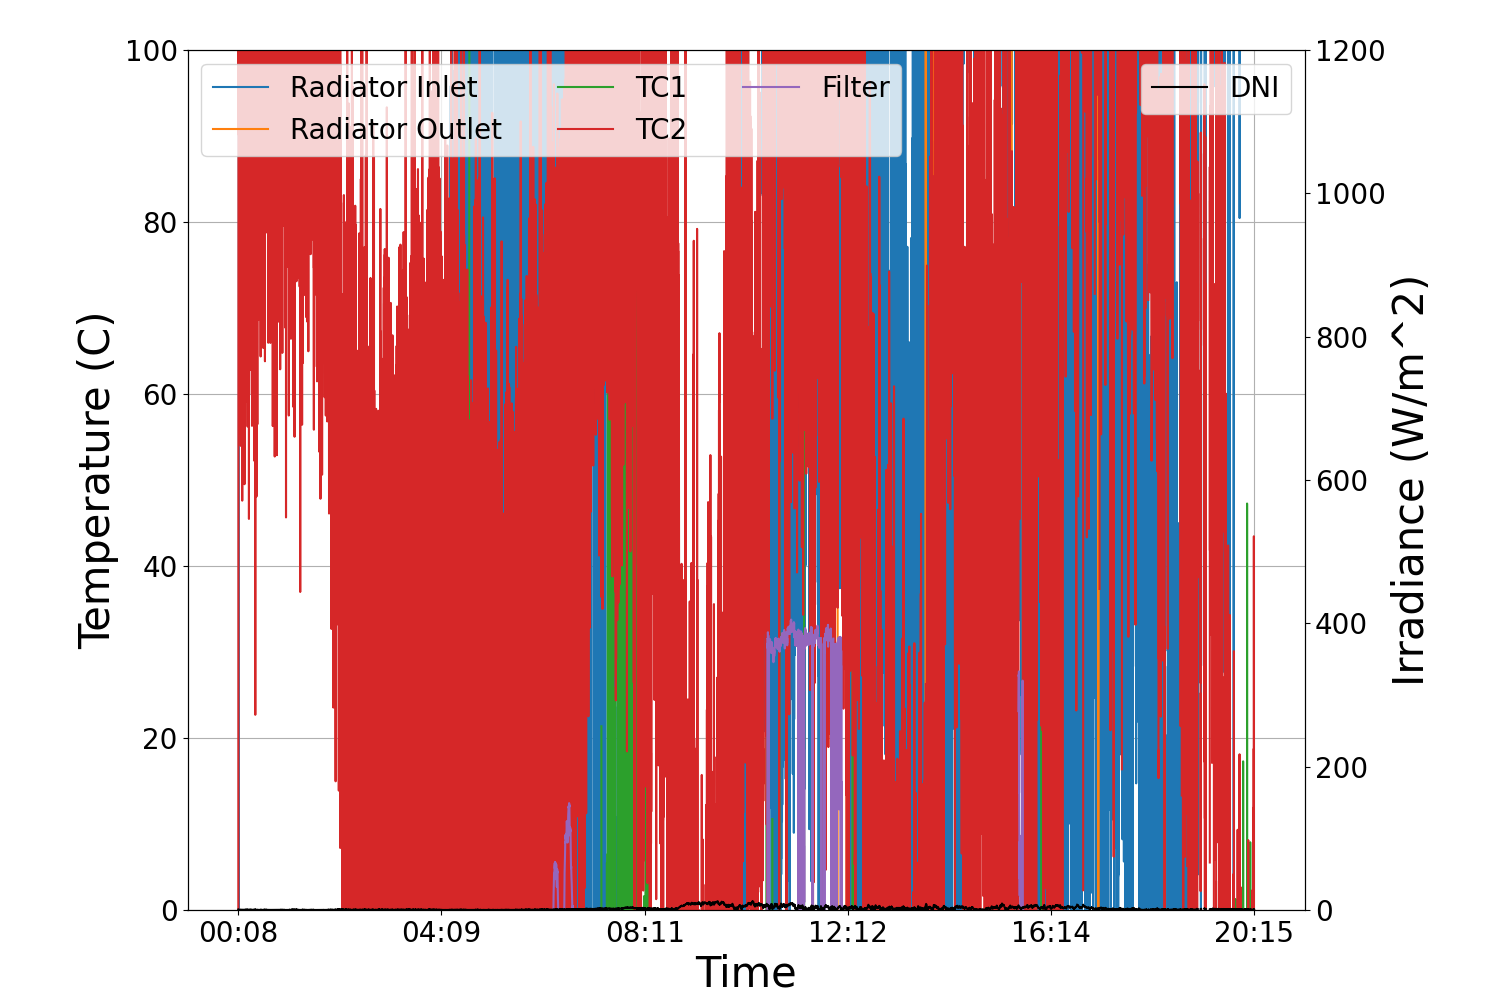 100
80
60
40
20
0
Temperature (C)
Radiator Inlet
Radiator Outlet
TC1
TC2
Filter
DNI
1200
1000
800
600
400
200
0
Irradiance (W/m^2)
00:08
04:09
08:11
12:12
16:14
20:15
Time